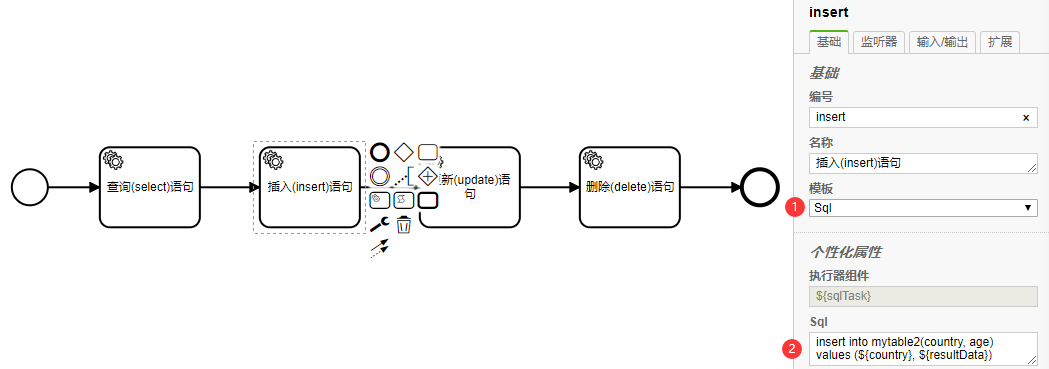 查询(select)语句
插入(insert)语句
新(update)语
句
删除(delete)语句
insert
基础
监听器
输入/输出
扩展
基础
编号
insert
×
名称
插入(insert)语句
模板
1
Sql
个性化属性
执行器组件
${sqlTask}
Sql
2
insert into mytable2(country, age)
values (${country}, ${resultData})